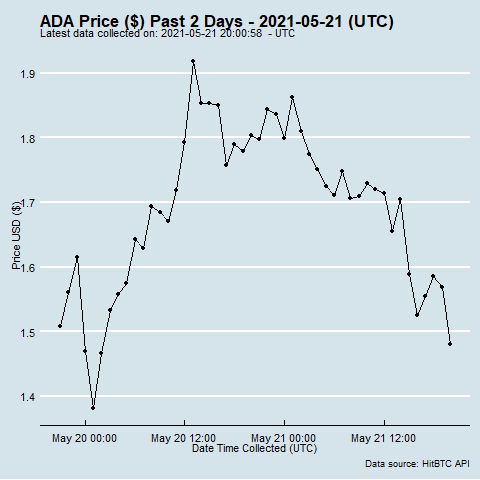 ADA Price ($) Past 2 Days - 2021-05-21 (UTC)
Latest data collected on: 2021-05-21 20:00:58  - UTC
1.9
1.8
1.7
1.6
1.5
1.4
Price USD ($)
May 20 00:00
May 20 12:00
May 21 00:00
May 21 12:00
Date Time Collected (UTC)
Data source: HitBTC API